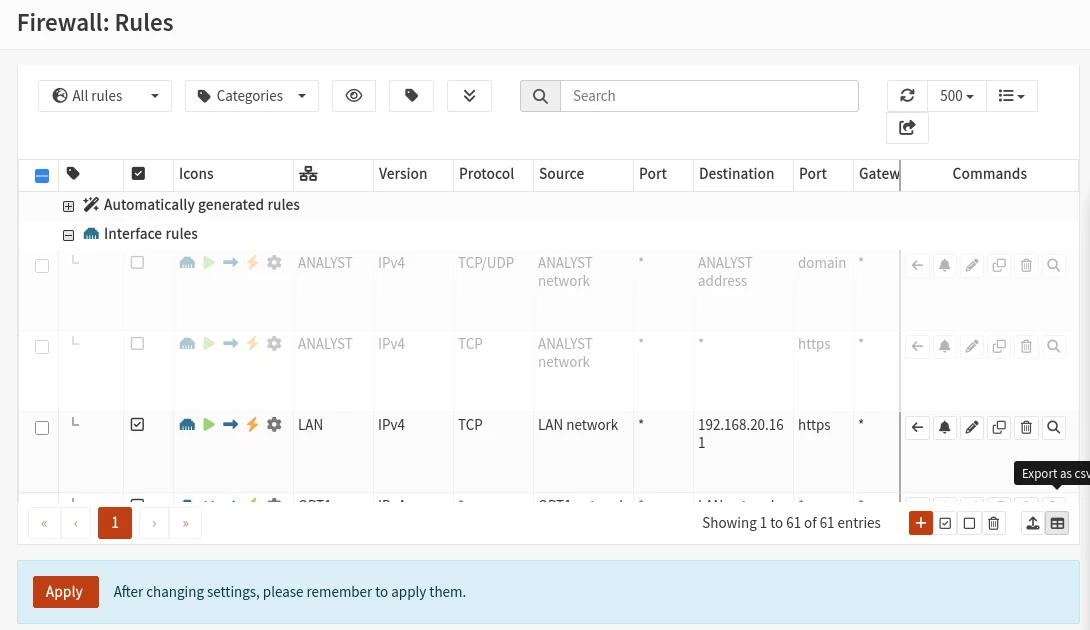 Firewall: Rules
All rules Categories Search 500
Icons Version Protocol Source Port Destination Port Gatew Commands
Automatically generated rules
Interface rules
ANALYST IPv4 TCP/UDP ANALYST * ANALYST domain *
network address
ANALYST IPv4 TCP ANALYST * * https *
network
LAN IPv4 TCP LAN network * 192.168.20.16 https *
1
Export as csv
« ‹ 1 › » Showing 1 to 61 of 61 entries
Apply After changing settings, please remember to apply them.